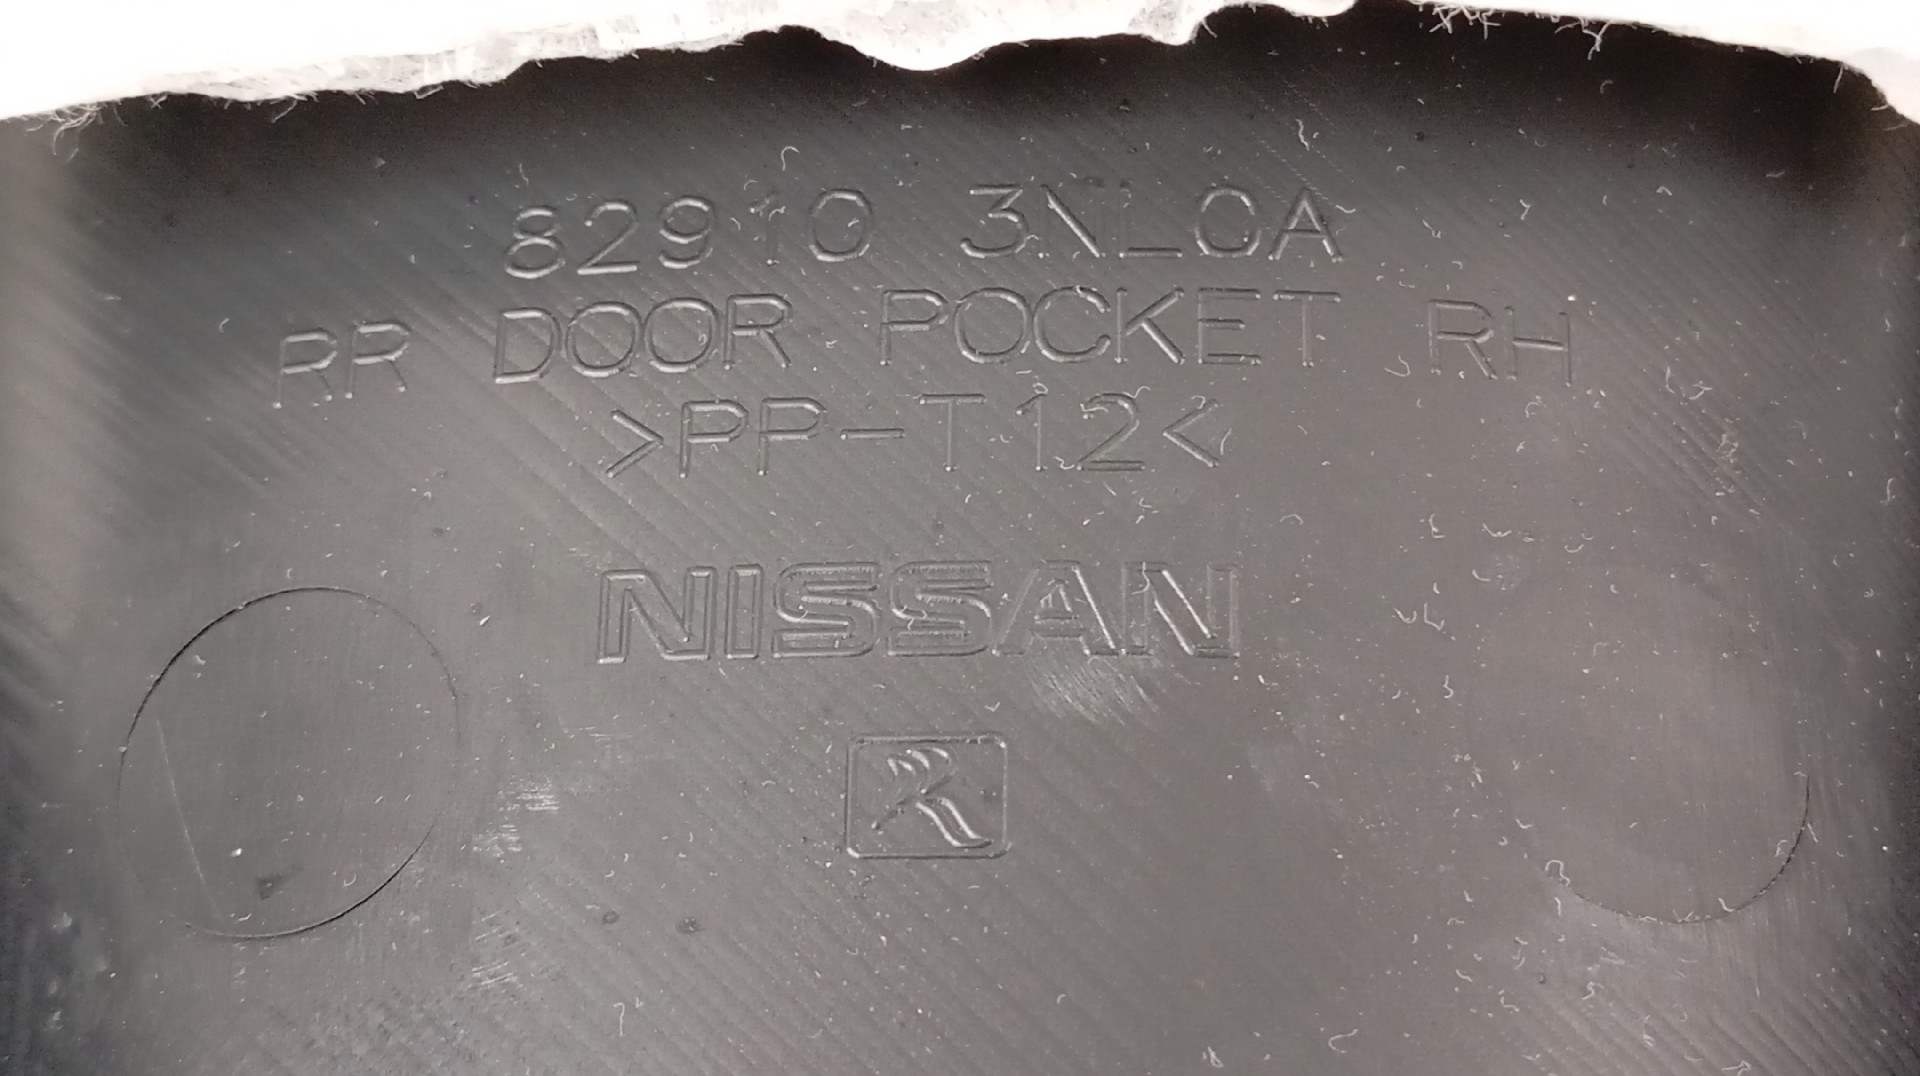 82910 3NL0A
RR DOOR POCKET RH
>PP-T12<
NISSAN